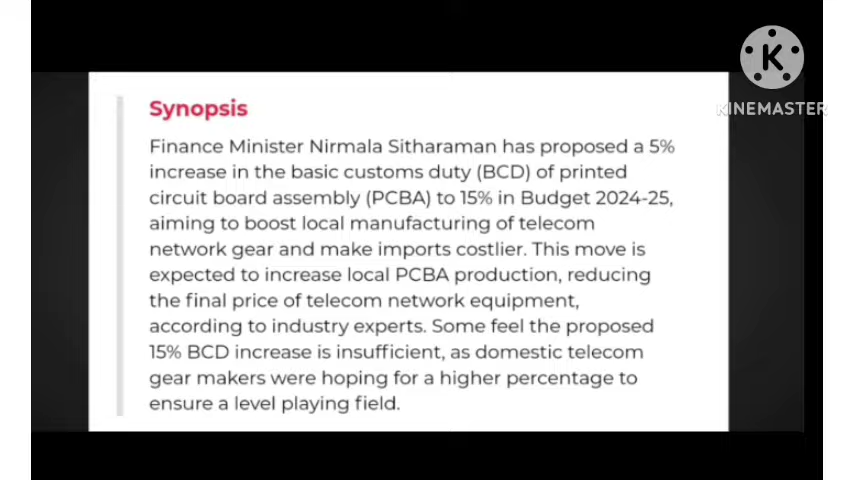 K
KINEMASTER
Synopsis
Finance Minister Nirmala Sitharaman has proposed a 5%
increase in the basic customs duty (BCD) of printed
circuit board assembly (PCBA) to 15% in Budget 2024-25,
aiming to boost local manufacturing of telecom
network gear and make imports costlier. This move is
expected to increase local PCBA production, reducing
the final price of telecom network equipment,
according to industry experts. Some feel the proposed
15% BCD increase is insufficient, as domestic telecom
gear makers were hoping for a higher percentage to
ensure a level playing field.